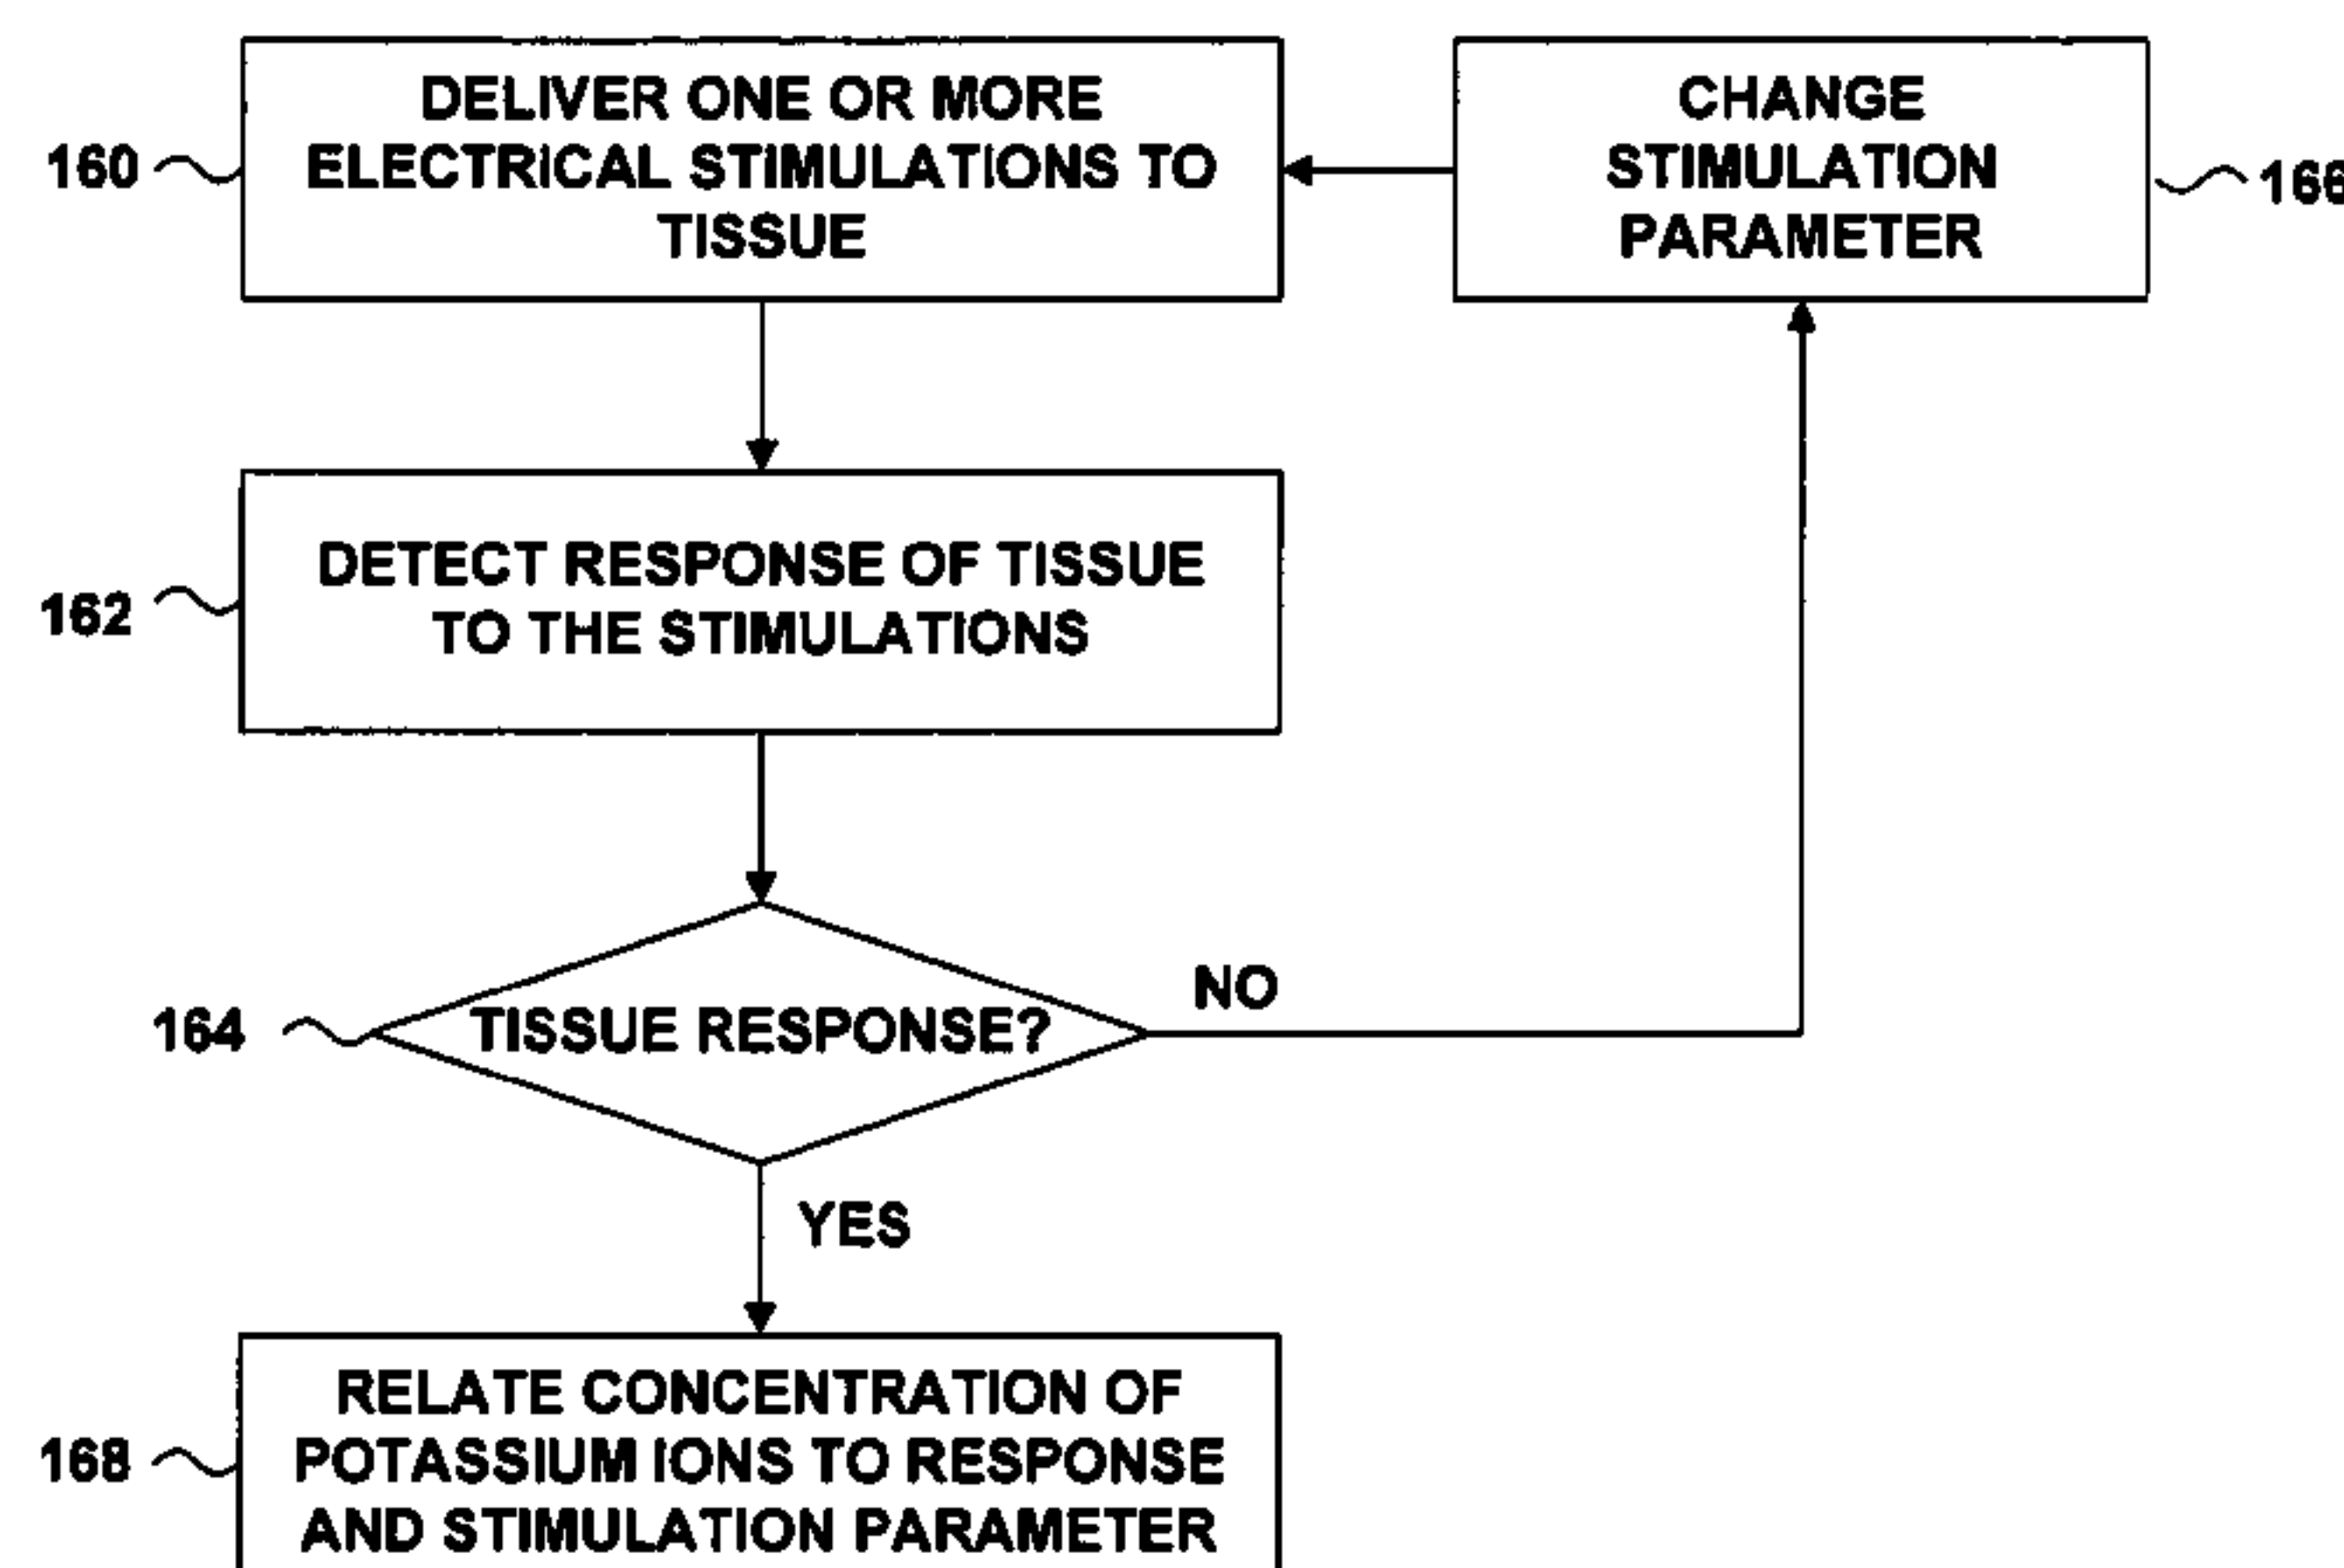 DELIVER ONE OR MORE
ELECTRICAL STIMULATIONS TO
TISSUE
160
CHANGE
STIMULATION
PARAMETER
166
DETECT RESPONSE OF TISSUE
TO THE STIMULATIONS
162
TISSUE RESPONSE?
164
NO
YES
RELATE CONCENTRATION OF
POTASSIUM IONS TO RESPONSE
AND STIMULATION PARAMETER
168